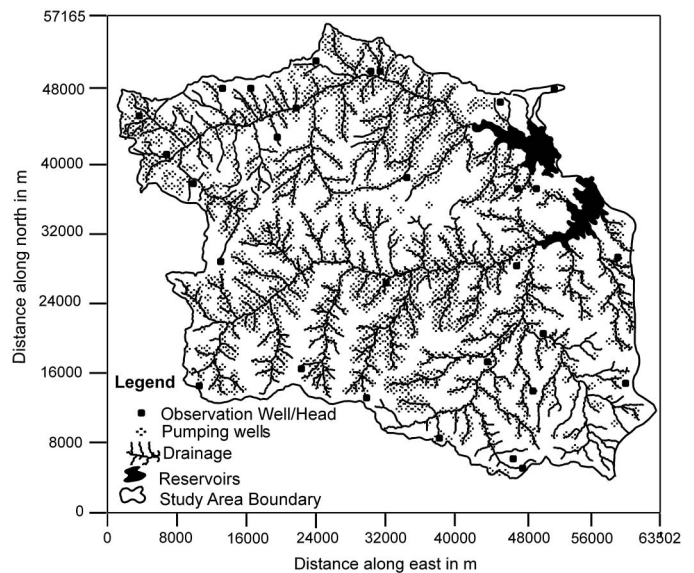 57165
48000
40000
32000
24000
16000
8000
0
Distance along north in m
Legend
Observation Well/Head
Pumping wells
Drainage
Reservoirs
Study Area Boundary
0 8000 16000 24000 32000 40000 48000 56000 63502
Distance along east in m